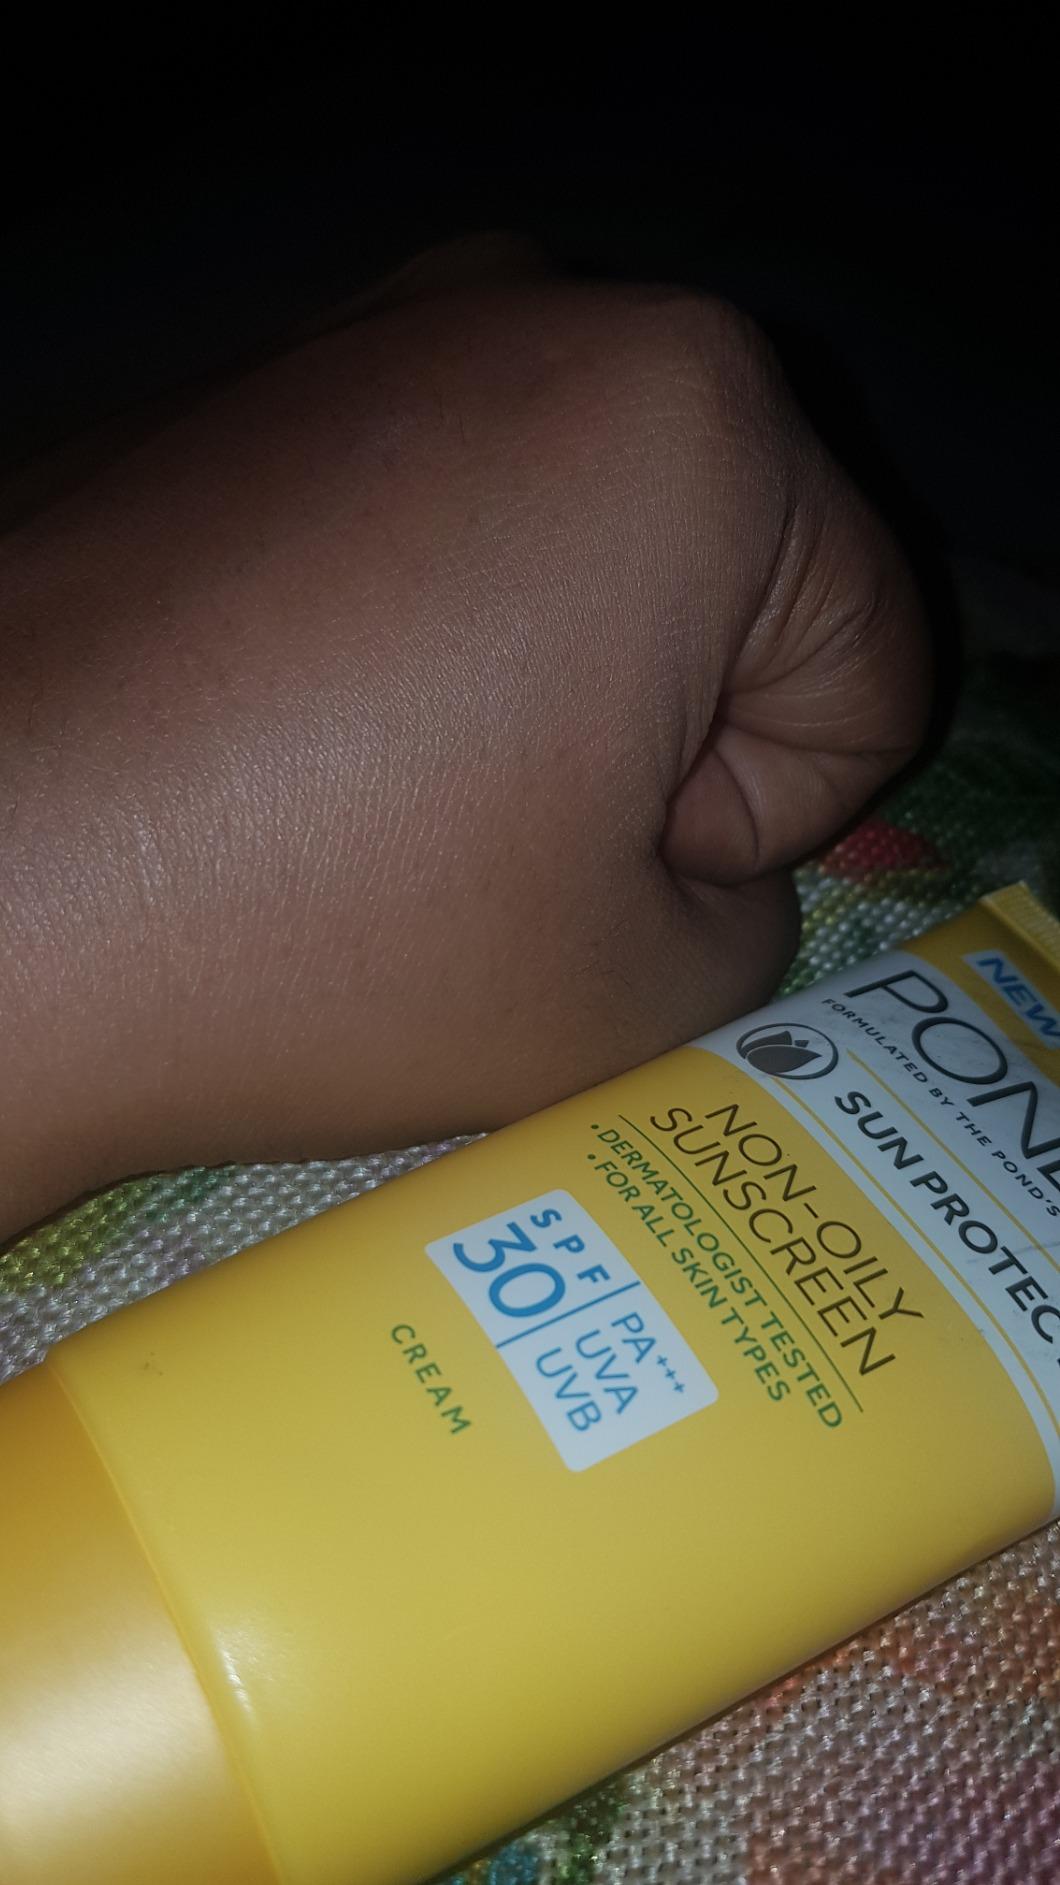 NEW
POND
FORMULATED BY THE POND'S
SUN PROTEC
NON-OILY
SUNSCREEN
• DERMATOLOGIST TESTED
• FOR ALL SKIN TYPES
SPF
30
PA+++
UVA
UVB
CREAM